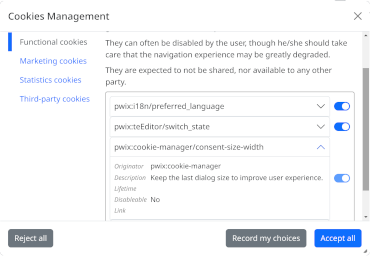 Cookies Management
Functional cookies
Marketing cookies
Statistics cookies
Third-party cookies
They can often be disabled by the user, though he/she should take
care that the navigation experience may be greatly degraded.
They are expected to not be shared, nor available to any other
party.
pwix:i18n/preferred_language
pwix:teEditor/switch_state
pwix:cookie-manager/consent-size-width
Originator pwix:cookie-manager
Description Keep the last dialog size to improve user experience.
Lifetime
Disableable No
Link
Reject all
Record my choices
Accept all